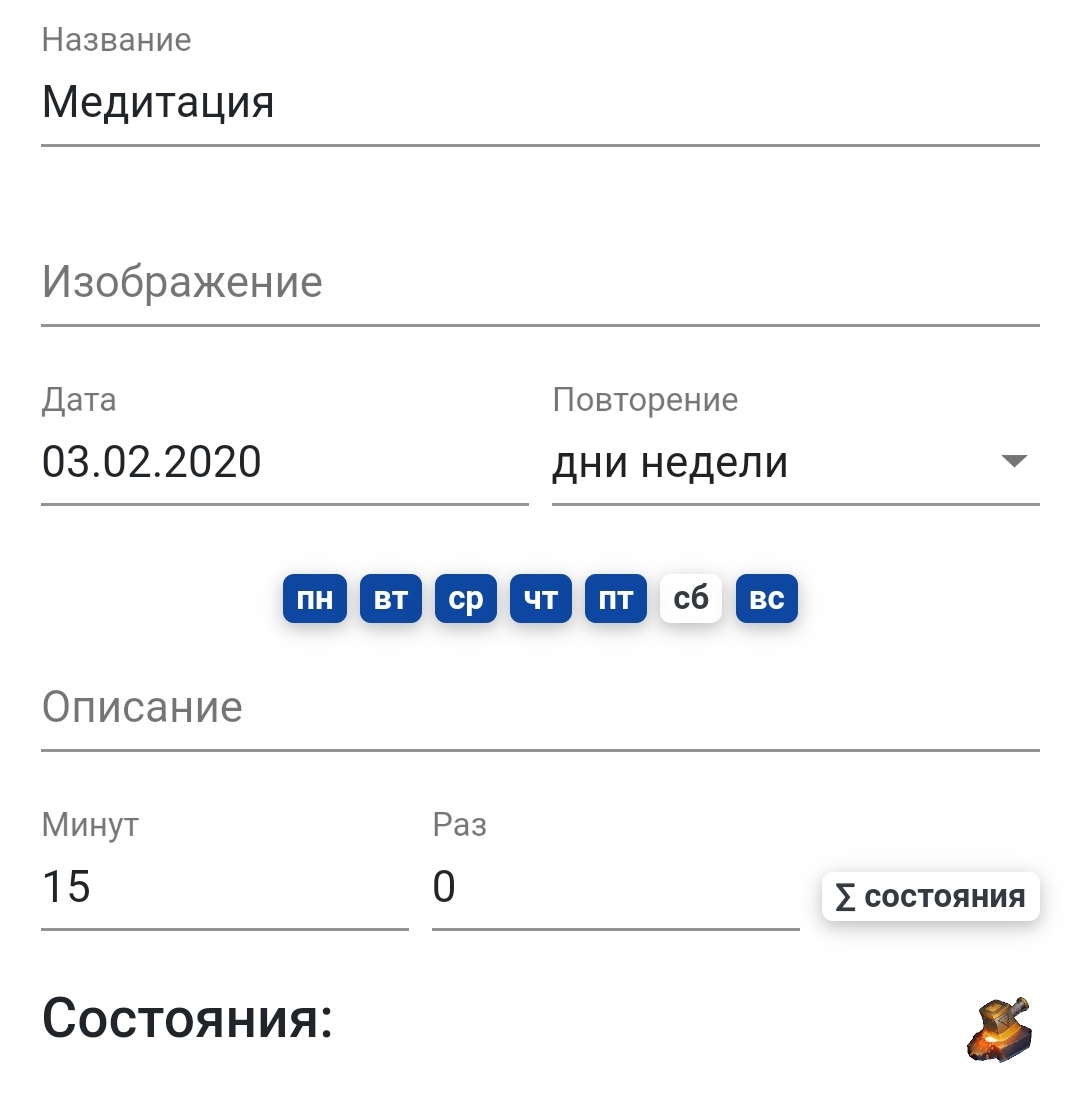 Название
Медитация
Изображение
Дата Повторение
03.02.2020 дни недели
пн вт ср чт пт сб вс
Описание
Минут Раз
15 0 ∑ состояния
Состояния: